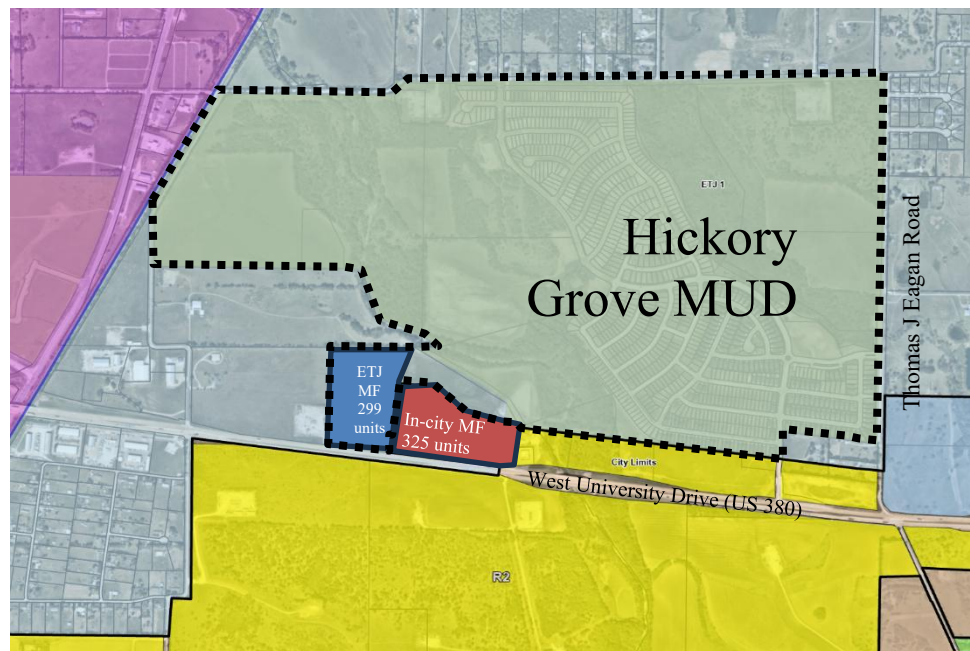 ETJ 1
Hickory
Grove MUD
Thomas J Eagan Road
ETJ
MF
299
units
In-city MF
325 units
City Limits
West University Drive (US 380)
R2